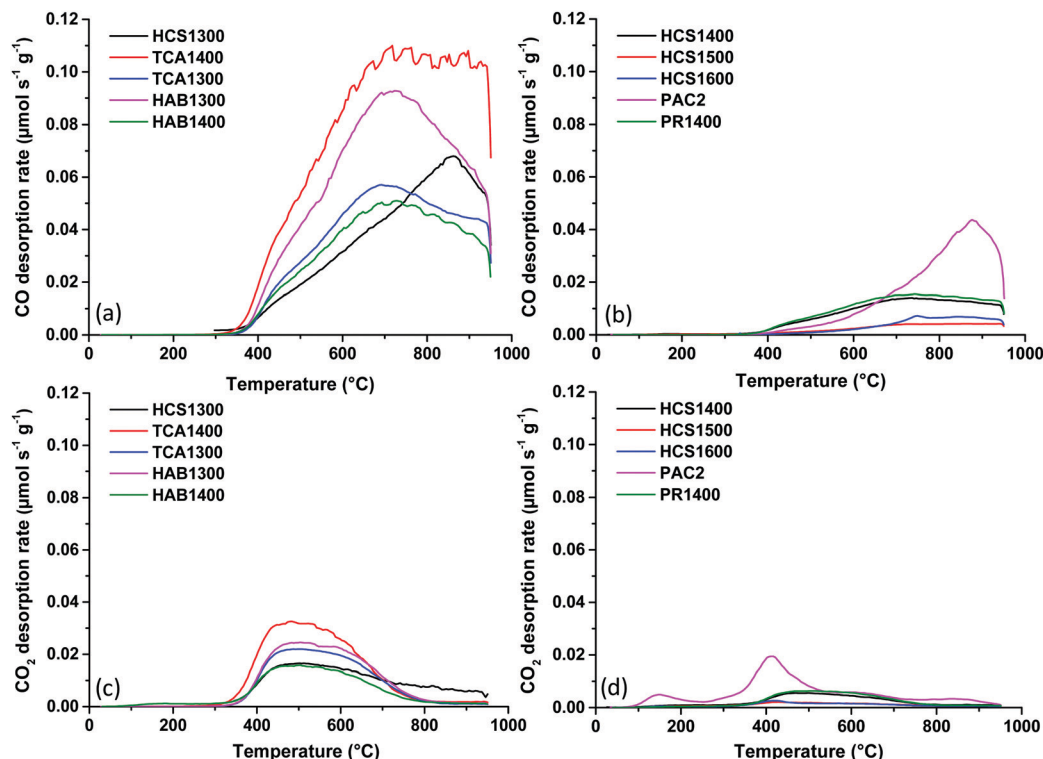 0.12
0.10
0.08
0.06
0.04
0.02
0.00
CO desorption rate (µmol s⁻¹ g⁻¹)
HCS1300
TCA1400
TCA1300
HAB1300
HAB1400
(a)
0 200 400 600 800 1000
Temperature (°C)
0.12
0.10
0.08
0.06
0.04
0.02
0.00
CO desorption rate (µmol s⁻¹ g⁻¹)
HCS1400
HCS1500
HCS1600
PAC2
PR1400
(b)
0 200 400 600 800 1000
Temperature (°C)
0.12
0.10
0.08
0.06
0.04
0.02
0.00
CO₂ desorption rate (µmol s⁻¹ g⁻¹)
HCS1300
TCA1400
TCA1300
HAB1300
HAB1400
(c)
0 200 400 600 800 1000
Temperature (°C)
0.12
0.10
0.08
0.06
0.04
0.02
0.00
CO₂ desorption rate (µmol s⁻¹ g⁻¹)
HCS1400
HCS1500
HCS1600
PAC2
PR1400
(d)
0 200 400 600 800 1000
Temperature (°C)